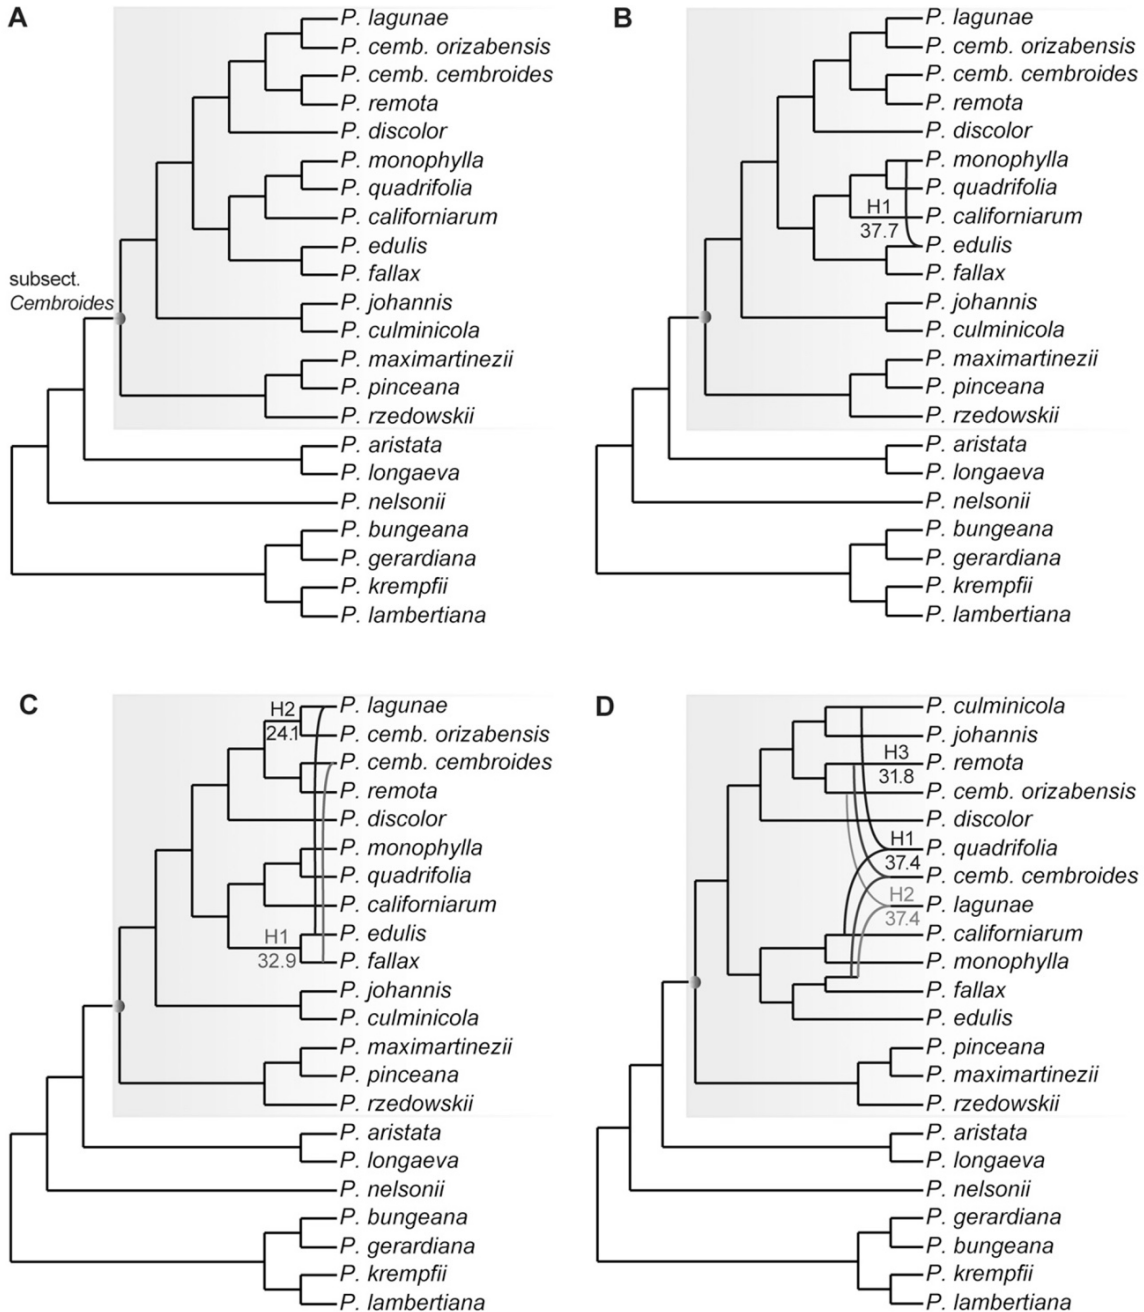 A
P. lagunae
P. cemb. orizabensis
P. cemb. cembroides
P. remota
P. discolor
P. monophylla
P. quadrifolia
P. californiarum
P. edulis
P. fallax
subsect.
Cembroides
P. johannis
P. culminicola
P. maximartinezii
P. pinceana
P. rzedowskii
P. aristata
P. longaeva
P. nelsonii
P. bungeana
P. gerardiana
P. krempfii
P. lambertiana
B
P. lagunae
P. cemb. orizabensis
P. cemb. cembroides
P. remota
P. discolor
P. monophylla
P. quadrifolia
H1
37.7
P. californiarum
P. edulis
P. fallax
P. johannis
P. culminicola
P. maximartinezii
P. pinceana
P. rzedowskii
P. aristata
P. longaeva
P. nelsonii
P. bungeana
P. gerardiana
P. krempfii
P. lambertiana
C
H2
24.1
P. lagunae
P. cemb. orizabensis
P. cemb. cembroides
P. remota
P. discolor
P. monophylla
P. quadrifolia
P. californiarum
P. edulis
H1
32.9
P. fallax
P. johannis
P. culminicola
P. maximartinezii
P. pinceana
P. rzedowskii
P. aristata
P. longaeva
P. nelsonii
P. bungeana
P. gerardiana
P. krempfii
P. lambertiana
D
P. culminicola
P. johannis
H3
31.8
P. remota
P. cemb. orizabensis
P. discolor
H1
37.4
P. quadrifolia
P. cemb. cembroides
H2
37.4
P. lagunae
P. californiarum
P. monophylla
P. fallax
P. edulis
P. pinceana
P. maximartinezii
P. rzedowskii
P. aristata
P. longaeva
P. nelsonii
P. gerardiana
P. bungeana
P. krempfii
P. lambertiana